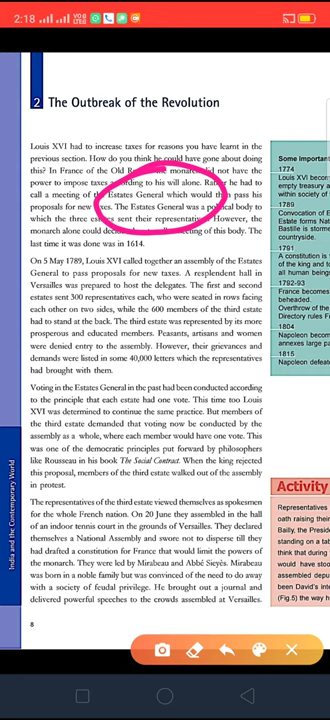 2:18
2 The Outbreak of the Revolution
Louis XVI had to increase taxes for reasons you have learnt in the
previous section. How do you think he could have gone about doing
this? In France of the Old the monarch did not have the
power to impose taxes according to his will alone. Rather he had to
call a meeting of the Estates General which would then pass his
proposals for new taxes. The Estates General was a political body to
which the three estates sent their representatives. However, the
monarch alone could decide when to call a meeting of this body. The
last time it was done was in 1614.
On 5 May 1789, Louis XVI called together an assembly of the Estates
General to pass proposals for new taxes. A resplendent hall in
Versailles was prepared to host the delegates. The first and second
estates sent 300 representatives each, who were seated in rows facing
each other on two sides, while the 600 members of the third estate
had to stand at the back. The third estate was represented by its more
prosperous and educated members. Peasants, artisans and women
were denied entry to the assembly. However, their grievances and
demands were listed in some 40,000 letters which the representatives
had brought with them.
Voting in the Estates General in the past had been conducted according
to the principle that each estate had one vote. This time too Louis
XVI was determined to continue the same practice. But members of
the third estate demanded that voting now be conducted by the
assembly as a whole, where each member would have one vote. This
was one of the democratic principles put forward by philosophers
like Rousseau in his book The Social Contract. When the king rejected
this proposal, members of the third estate walked out of the assembly
in protest.
The representatives of the third estate viewed themselves as spokesmen
for the whole French nation. On 20 June they assembled in the hall
of an indoor tennis court in the grounds of Versailles. They declared
themselves a National Assembly and swore not to disperse till they
had drafted a constitution for France that would limit the powers of
the monarch. They were led by Mirabeau and Abbé Sieyès. Mirabeau
was born in a noble family but was convinced of the need to do away
with a society of feudal privilege. He brought out a journal and
delivered powerful speeches to the crowds assembled at Versailles.
8
India and the Contemporary World
Some important
1774
Louis XVI becom
empty treasury a
within society of
1789
Convocation of E
Estate forms Nat
Bastille is storme
countryside.
1791
A constitution is
of the king and to
all human beings
1792-93
France becomes
beheaded.
Overthrow of the
Directory rules F
1804
Napoleon becom
annexes large pa
1815
Napoleon defeate
Activity
Representatives
oath raising their
Bailly, the Preside
standing on a tab
think that during
would have stoo
assembled deput
been David's inte
(Fig.5) the way h